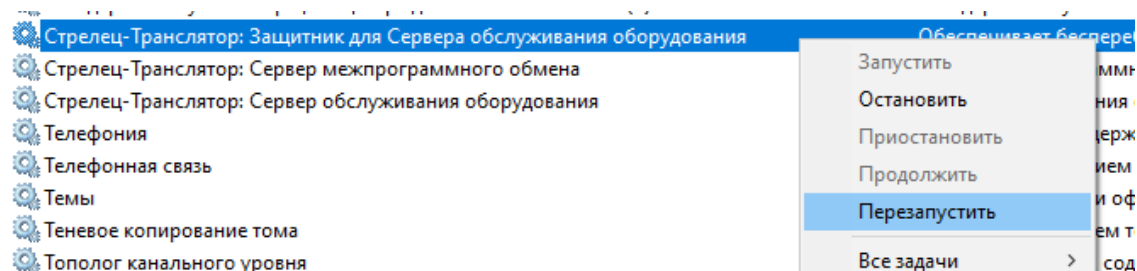 Стрелец-Транслятор: Защитник для Сервера обслуживания оборудования Обеспечивает
Стрелец-Транслятор: Сервер межпрограммного обмена
Стрелец-Транслятор: Сервер обслуживания оборудования
Телефония
Телефонная связь
Темы
Теневое копирование тома
Тополог канального уровня
Запустить
Остановить
Приостановить
Продолжить
Перезапустить
Все задачи